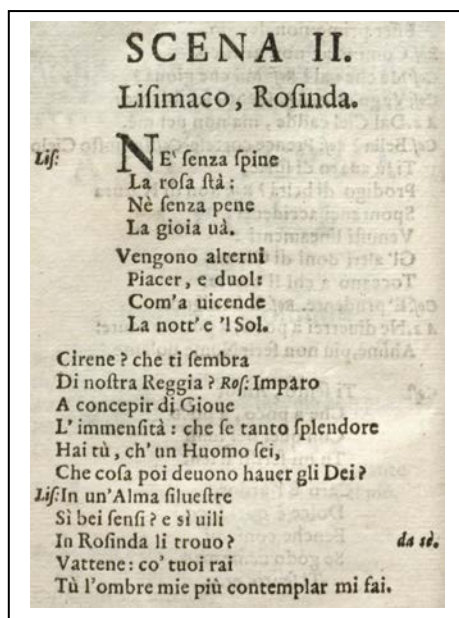 SCENA II.
Liſimaco, Roſinda.
Liſ: NE' ſenza ſpine
La roſa ſtà:
Nè ſenza pene
La gioia uà.
Vengono alterni
Piacer, e duol:
Com'a uicende
La nott' e 'l Sol.
Cirene? che ti ſembra
Di noſtra Reggia? Roſ: Imparo
A concepir di Gioue
L' immenſità: che ſe tanto ſplendore
Hai tù, ch' un Huomo ſei,
Che coſa poi deuono hauer gli Dei?
Liſ: In un'Alma ſilueſtre
Sì bei ſenſi? e sì uili
In Roſinda li trouo? da sè.
Vattene: co' tuoi rai
Tù l'ombre mie più contemplar mi fai.